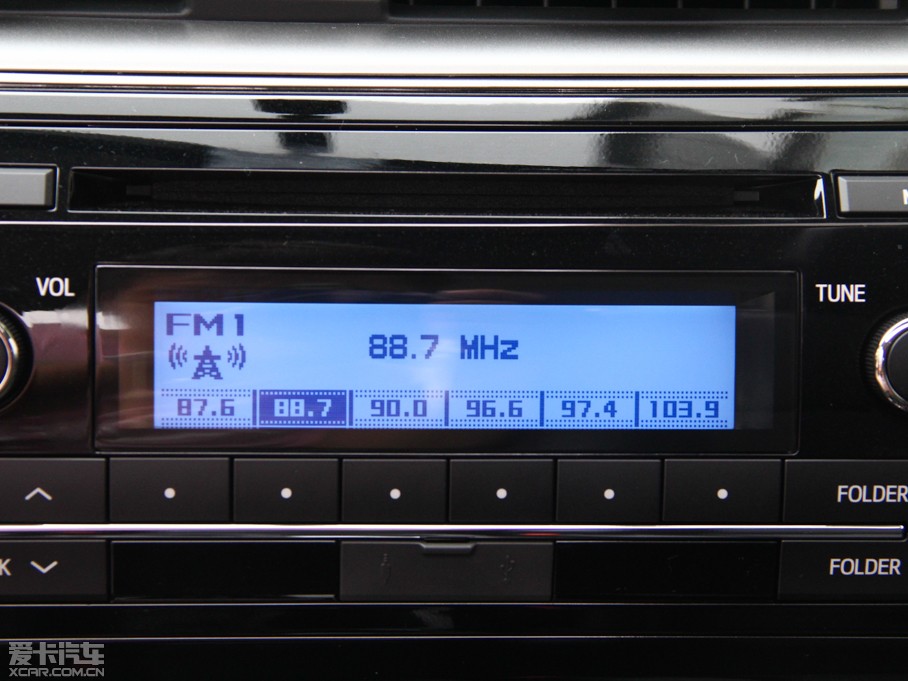 VOL
TUNE
FM1
88.7 MHz
87.6 88.7 90.0 96.6 97.4 103.9
FOLDER
K
FOLDER
爱卡汽车
XCAR.COM.CN